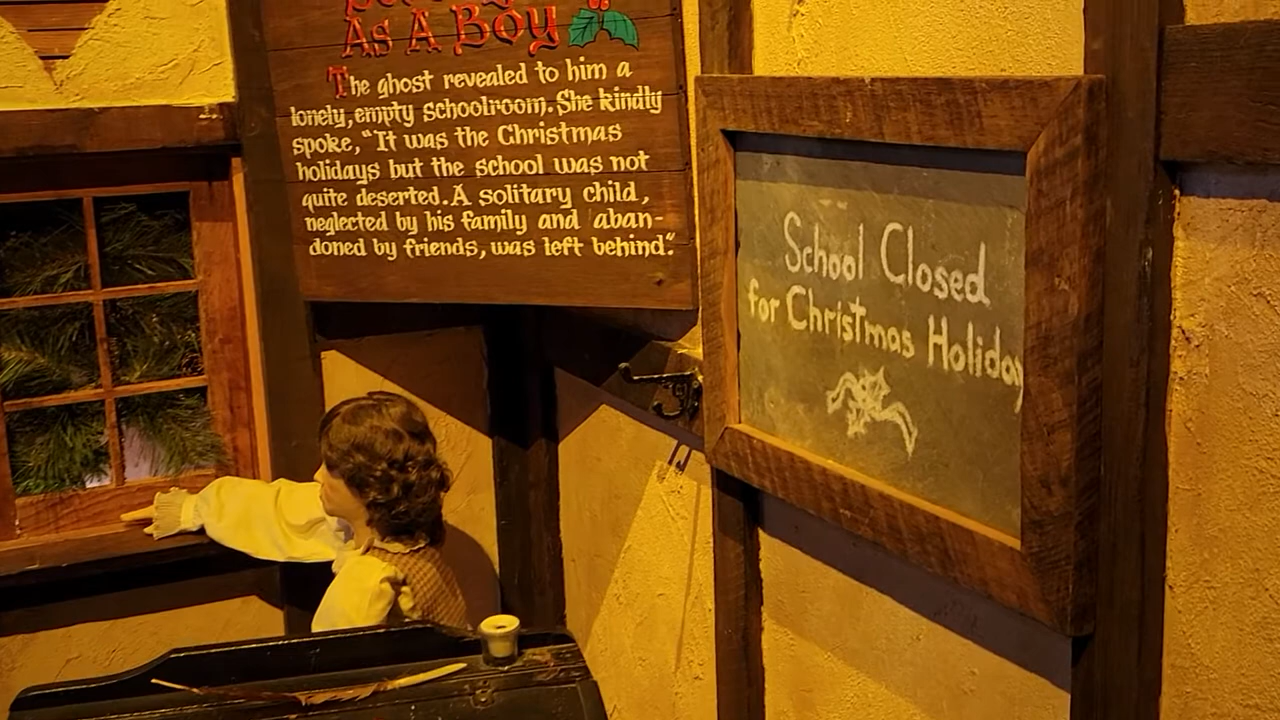 As A Boy
The ghost revealed to him a
lonely, empty schoolroom. She kindly
spoke, "It was the Christmas
holidays but the school was not
quite deserted. A solitary child,
neglected by his family and aban-
doned by friends, was left behind."
School Closed
for Christmas Holiday